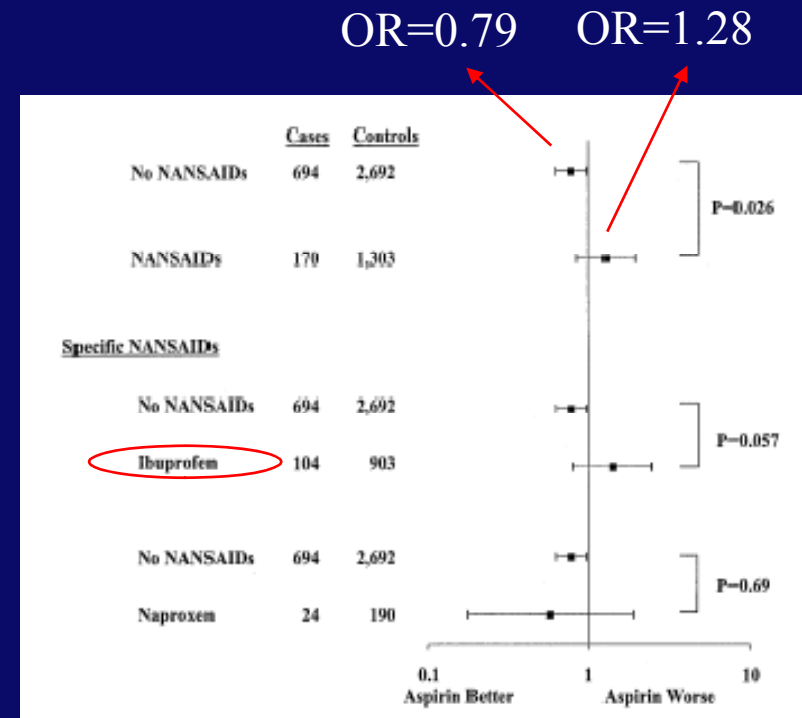 OR=0.79 OR=1.28
Cases Controls
No NANSAIDs 694 2,692
P=0.026
NANSAIDs 170 1,303
Specific NANSAIDs
No NANSAIDs 694 2,692
P=0.057
Ibuprofen 104 903
No NANSAIDs 694 2,692
P=0.69
Naproxen 24 190
0.1 1 10
Aspirin Better Aspirin Worse